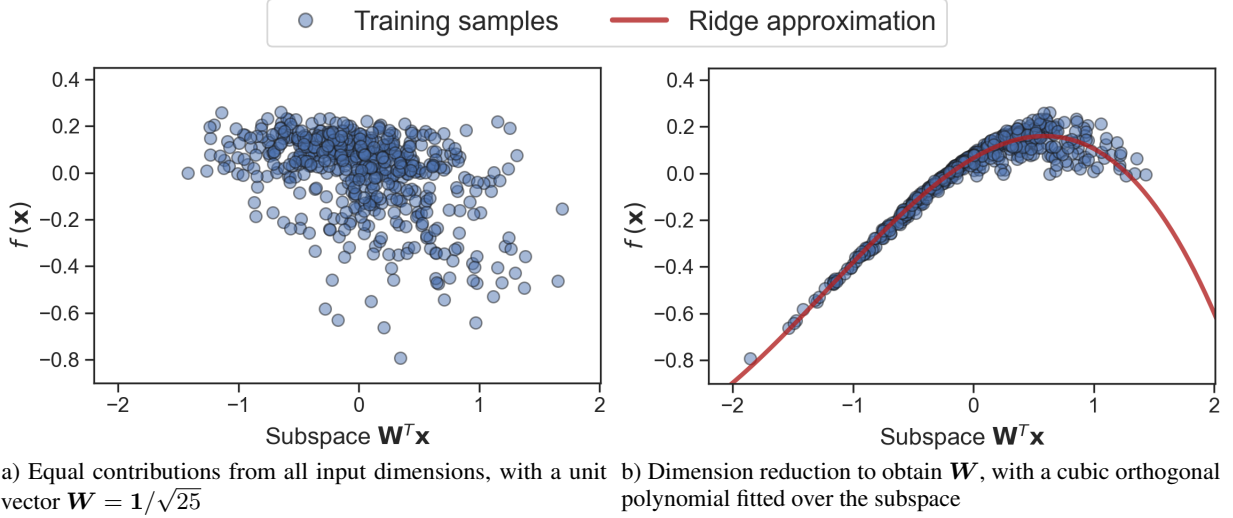 Training samples Ridge approximation
0.4
0.2
0.0
−0.2
−0.4
−0.6
−0.8
f (x)
−2 −1 0 1 2
Subspace WᵀX
0.4
0.2
0.0
−0.2
−0.4
−0.6
−0.8
f (x)
−2 −1 0 1 2
Subspace Wᵀx
a) Equal contributions from all input dimensions, with a unit
vector W = 1/√25
b) Dimension reduction to obtain W, with a cubic orthogonal
polynomial fitted over the subspace